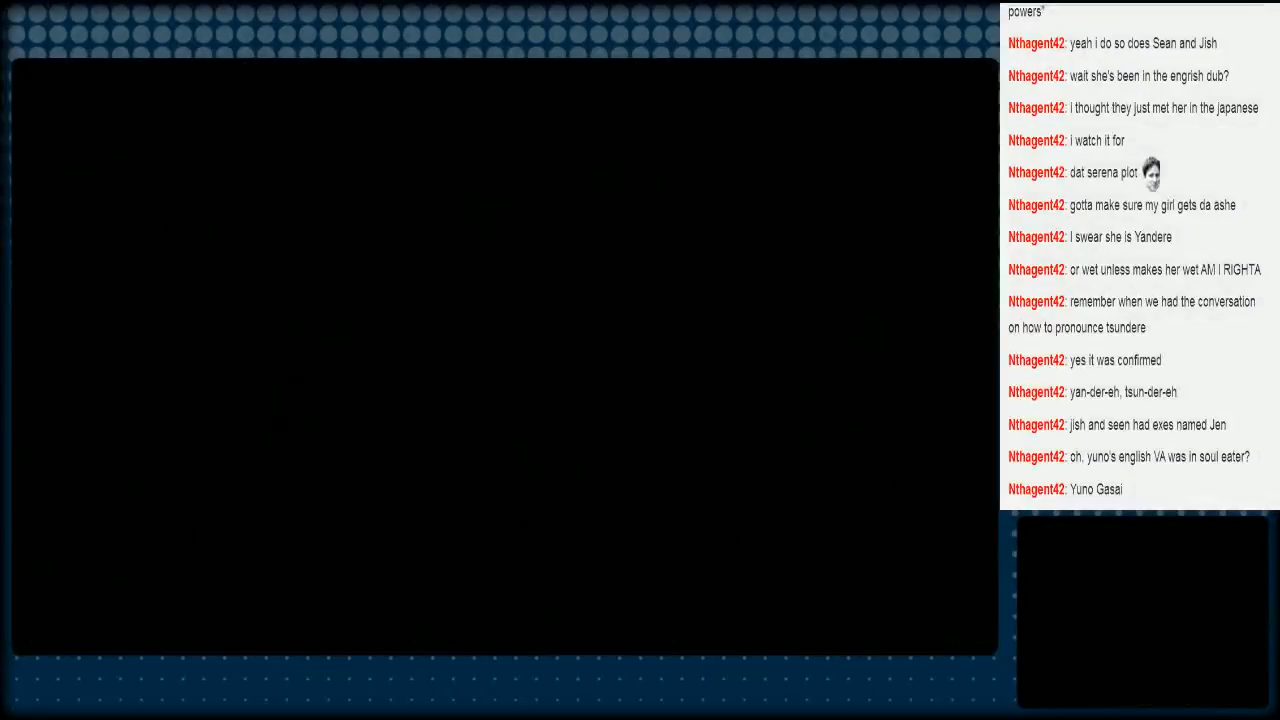 powers"
Nthagent42: yeah i do so does Sean and Jish
Nthagent42: wait she's been in the engrish dub?
Nthagent42: i thought they just met her in the japanese
Nthagent42: i watch it for
Nthagent42: dat serena plot
Nthagent42: gotta make sure my girl gets da ashe
Nthagent42: I swear she is Yandere
Nthagent42: or wet unless makes her wet AM I RIGHTA
Nthagent42: remember when we had the conversation
on how to pronounce tsundere
Nthagent42: yes it was confirmed
Nthagent42: yan-der-eh, tsun-der-eh
Nthagent42: jish and seen had exes named Jen
Nthagent42: oh, yuno's english VA was in soul eater?
Nthagent42: Yuno Gasai